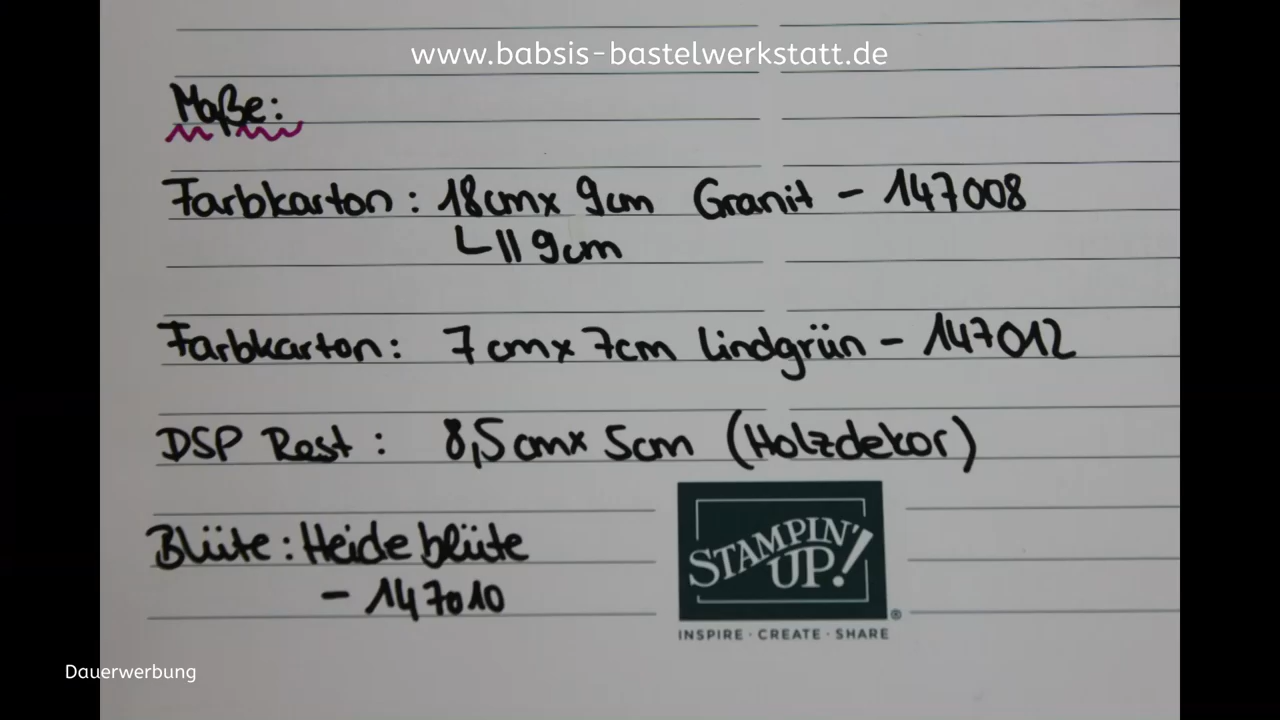 www.babsis-bastelwerkstatt.de
Maße:
Farbkarton: 18cm x 9cm Granit - 147008
∟|| 9cm
Farbkarton: 7cm x 7cm Lindgrün - 147012
DSP Rest: 8,5cm x 5cm (Holzdekor)
Blüte: Heideblüte
- 147010
STAMPIN'
UP!®
INSPIRE · CREATE · SHARE
Dauerwerbung